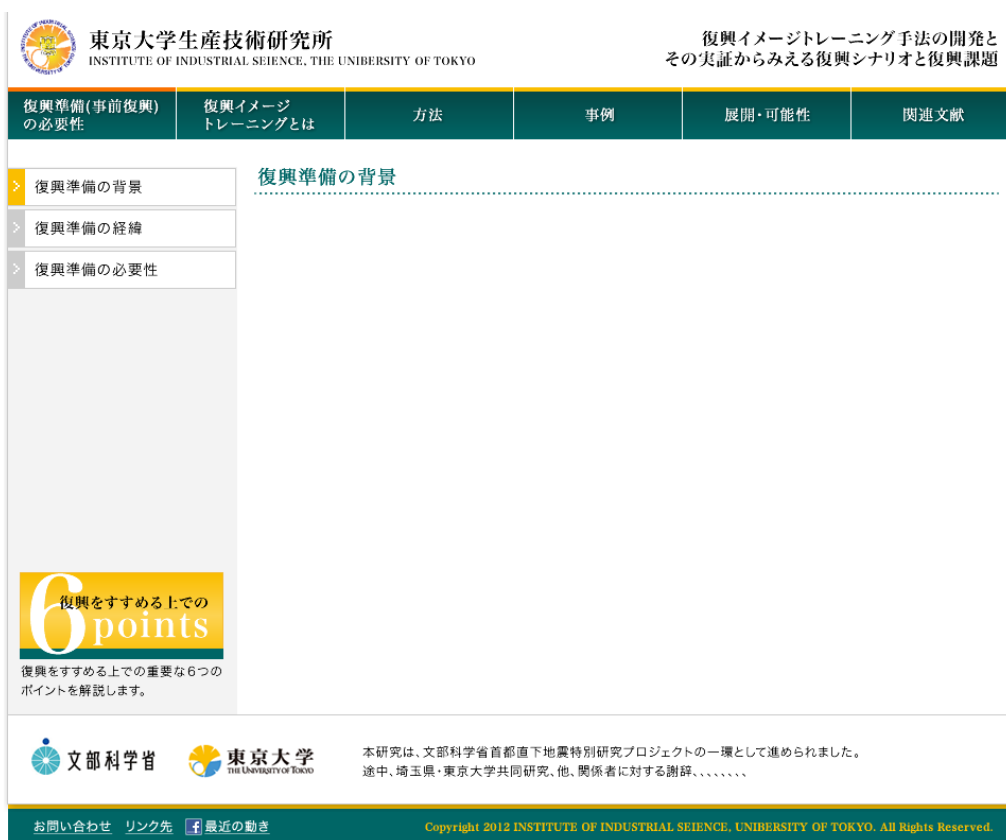 東京大学生産技術研究所
INSTITUTE OF INDUSTRIAL SEIENCE, THE UNIBERSITY OF TOKYO
復興イメージトレーニング手法の開発と
その実証からみえる復興シナリオと復興課題
復興準備(事前復興)
の必要性
復興イメージ
トレーニングとは
方法
事例
展開・可能性
関連文献
復興準備の背景
復興準備の経緯
復興準備の必要性
復興準備の背景
6
復興をすすめる上での
points
復興をすすめる上での重要な6つの
ポイントを解説します。
文部科学省
東京大学
THE UNIVERSITY OF TOKYO
本研究は、文部科学省首都直下地震特別研究プロジェクトの一環として進められました。
途中、埼玉県・東京大学共同研究、他、関係者に対する謝辞、、、、、、、、
お問い合わせ リンク先 f 最近の動き
Copyright 2012 INSTITUTE OF INDUSTRIAL SEIENCE, UNIBERSITY OF TOKYO. All Rights Reserved.